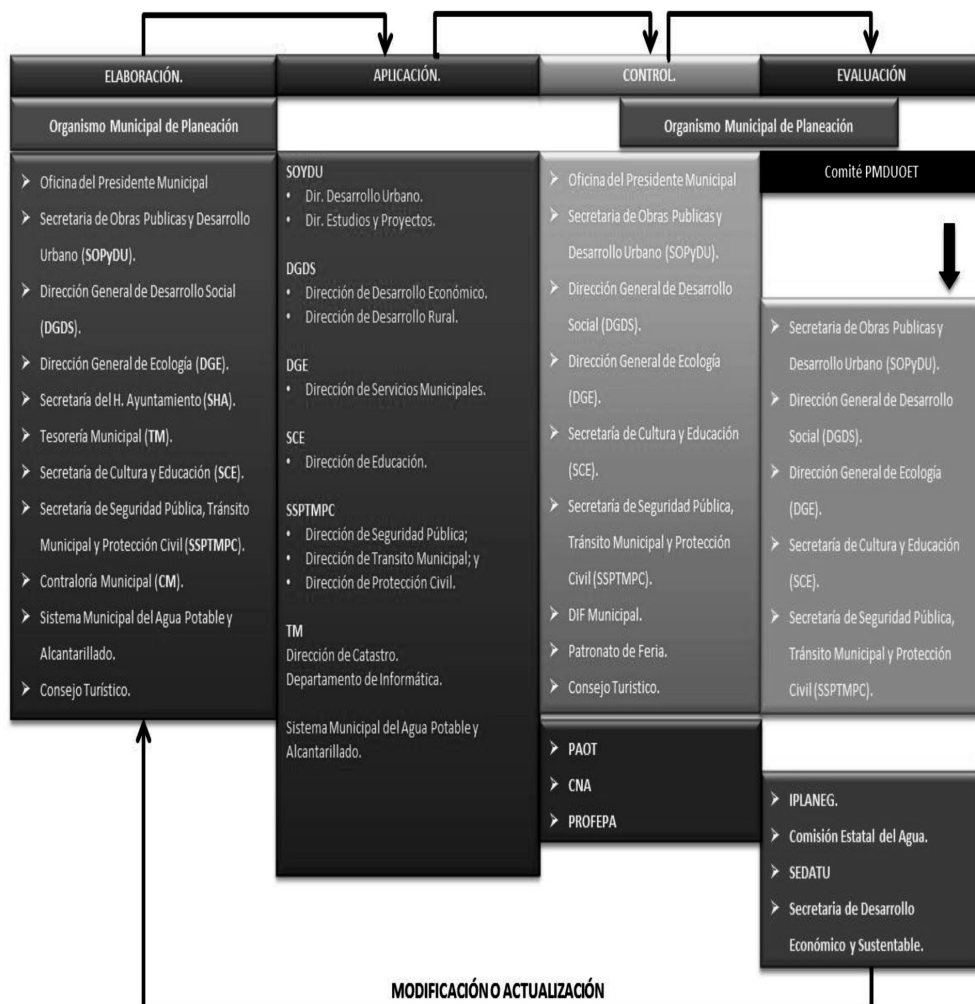 ELABORACIÓN.
APLICACIÓN.
CONTROL.
EVALUACIÓN
Organismo Municipal de Planeación
Organismo Municipal de Planeación
➢ Oficina del Presidente Municipal
➢ Secretaria de Obras Publicas y Desarrollo
Urbano (SOPyDU).
➢ Dirección General de Desarrollo Social
(DGDS).
➢ Dirección General de Ecología (DGE).
➢ Secretaría del H. Ayuntamiento (SHA).
➢ Tesorería Municipal (TM).
➢ Secretaría de Cultura y Educación (SCE).
➢ Secretaría de Seguridad Pública, Tránsito
Municipal y Protección Civil (SSPTMPC).
➢ Contraloría Municipal (CM).
➢ Sistema Municipal del Agua Potable y
Alcantarillado.
➢ Consejo Turístico.
SOYDU
• Dir. Desarrollo Urbano.
• Dir. Estudios y Proyectos.
DGDS
• Dirección de Desarrollo Económico.
• Dirección de Desarrollo Rural.
DGE
• Dirección de Servicios Municipales.
SCE
• Dirección de Educación.
SSPTMPC
• Dirección de Seguridad Pública;
• Dirección de Transito Municipal; y
• Dirección de Protección Civil.
TM
Dirección de Catastro.
Departamento de Informática.
Sistema Municipal del Agua Potable y
Alcantarillado.
➢ Oficina del Presidente Municipal
➢ Secretaria de Obras Publicas y
Desarrollo Urbano (SOPyDU).
➢ Dirección General de Desarrollo
Social (DGDS).
➢ Dirección General de Ecología
(DGE).
➢ Secretaría de Cultura y Educación
(SCE).
➢ Secretaría de Seguridad Pública,
Tránsito Municipal y Protección
Civil (SSPTMPC).
➢ DIF Municipal.
➢ Patronato de Feria.
➢ Consejo Turistico.
➢ PAOT
➢ CNA
➢ PROFEPA
Comité PMDUOET
➢ Secretaria de Obras Publicas y
Desarrollo Urbano (SOPyDU).
➢ Dirección General de Desarrollo
Social (DGDS).
➢ Dirección General de Ecología
(DGE).
➢ Secretaría de Cultura y Educación
(SCE).
➢ Secretaría de Seguridad Pública,
Tránsito Municipal y Protección
Civil (SSPTMPC).
➢ IPLANEG.
➢ Comisión Estatal del Agua.
➢ SEDATU
➢ Secretaria de Desarrollo
Económico y Sustentable.
MODIFICACIÓN O ACTUALIZACIÓN